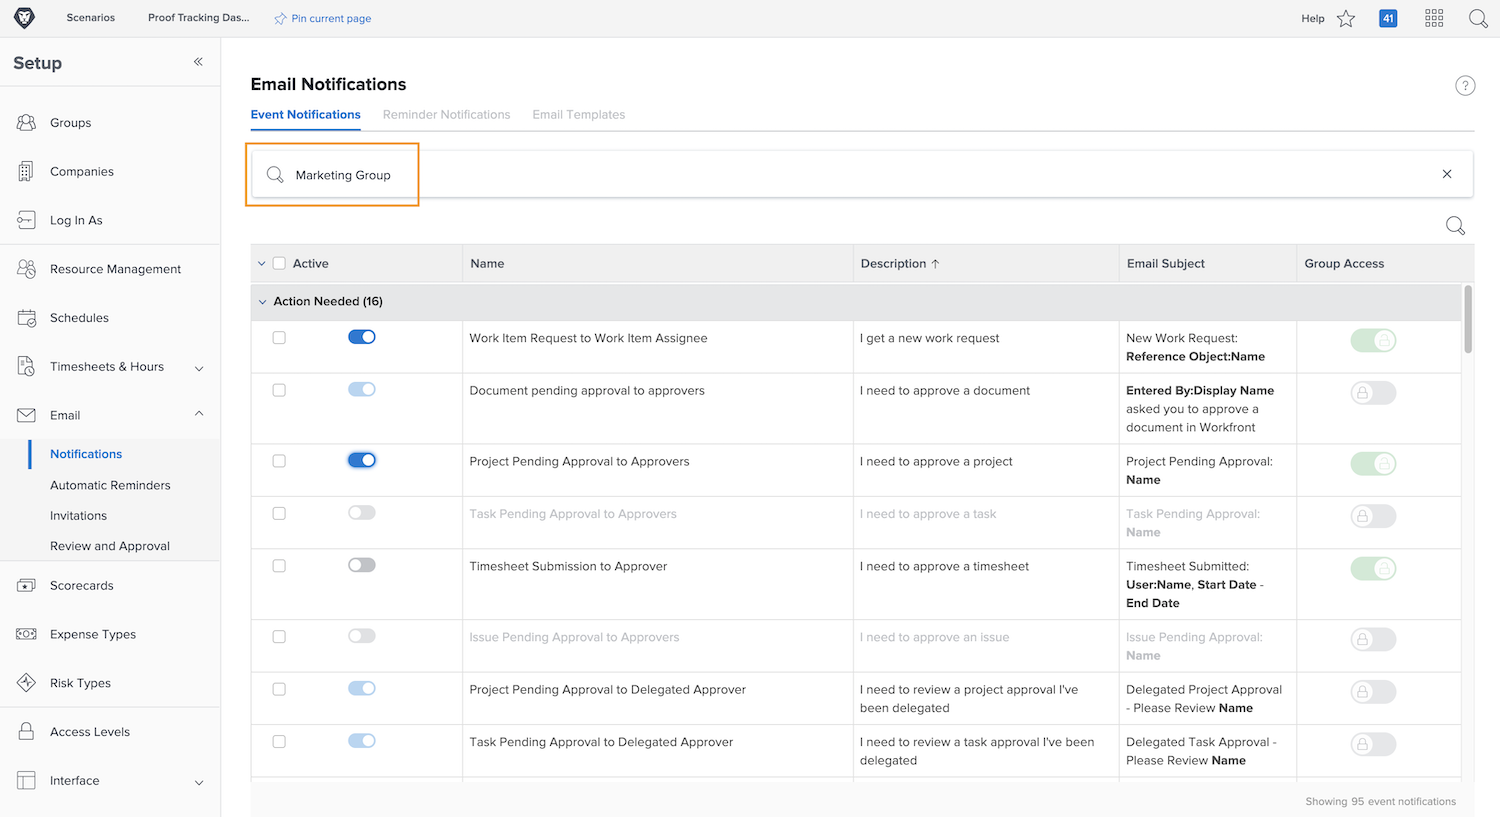 Scenarios
Proof Tracking Das...
Pin current page
Help
41
Setup
«
Groups
Companies
Log In As
Resource Management
Schedules
Timesheets & Hours
Email
Notifications
Automatic Reminders
Invitations
Review and Approval
Scorecards
Expense Types
Risk Types
Access Levels
Interface
Email Notifications
?
Event Notifications
Reminder Notifications
Email Templates
Marketing Group
Active
Name
Description ↑
Email Subject
Group Access
Action Needed (16)
Work Item Request to Work Item Assignee
I get a new work request
New Work Request:
Reference Object:Name
Document pending approval to approvers
I need to approve a document
Entered By:Display Name
asked you to approve a
document in Workfront
Project Pending Approval to Approvers
I need to approve a project
Project Pending Approval:
Name
Task Pending Approval to Approvers
I need to approve a task
Task Pending Approval:
Name
Timesheet Submission to Approver
I need to approve a timesheet
Timesheet Submitted:
User:Name, Start Date -
End Date
Issue Pending Approval to Approvers
I need to approve an issue
Issue Pending Approval:
Name
Project Pending Approval to Delegated Approver
I need to review a project approval I've
been delegated
Delegated Project Approval
- Please Review Name
Task Pending Approval to Delegated Approver
I need to review a task approval I've been
delegated
Delegated Task Approval -
Please Review Name
Showing 95 event notifications